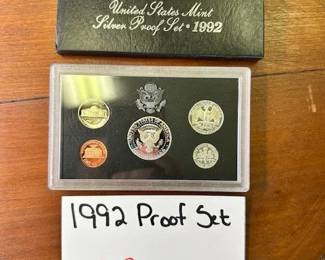 United States Mint
Silver Proof Set • 1992
1992 Proof Set